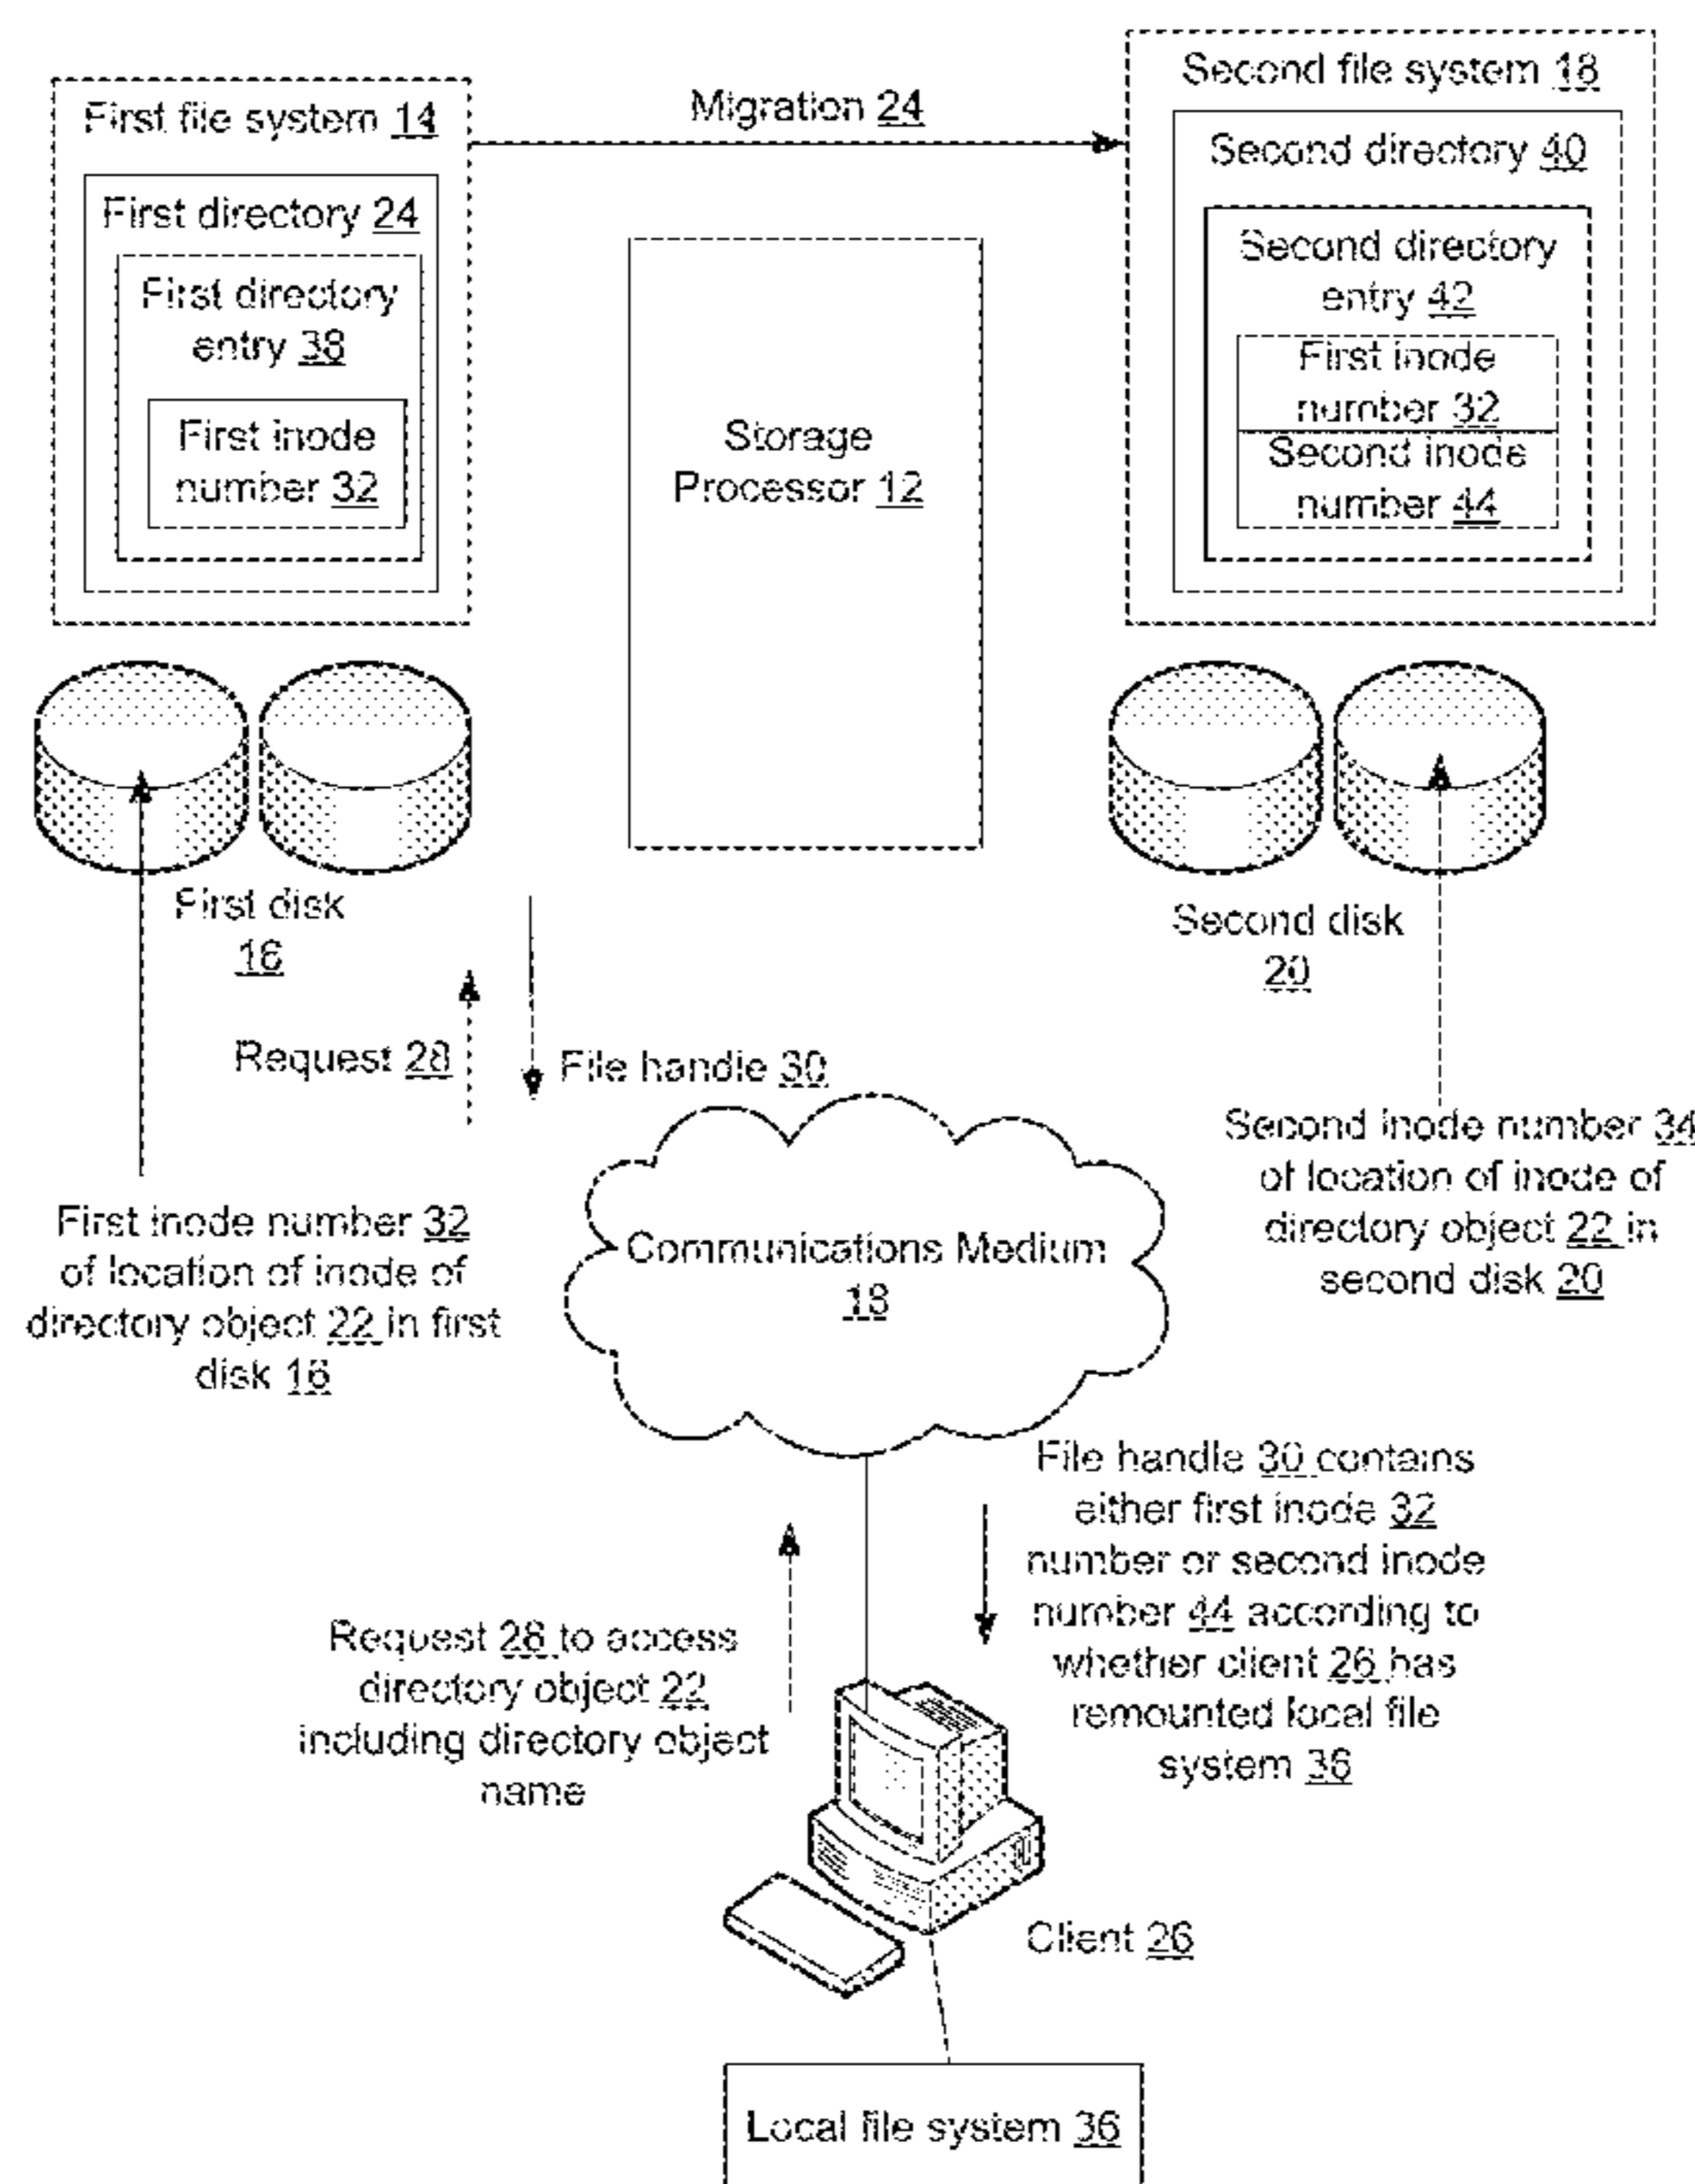 First file system 14
First directory 24
First directory
entry 38
First inode
number 32
Migration 24
Second file system 18
Second directory 40
Second directory
entry 42
First inode
number 32
Second inode
number 44
Storage
Processor 12
First disk
16
Second disk
20
Request 28
File handle 30
First inode number 32
of location of inode of
directory object 22 in first
disk 16
Communications Medium
18
Second inode number 34
of location of inode of
directory object 22 in
second disk 20
File handle 30 contains
either first inode 32
number or second inode
number 44 according to
whether client 26 has
remounted local file
system 36
Request 28 to access
directory object 22
including directory object
name
Client 26
Local file system 36